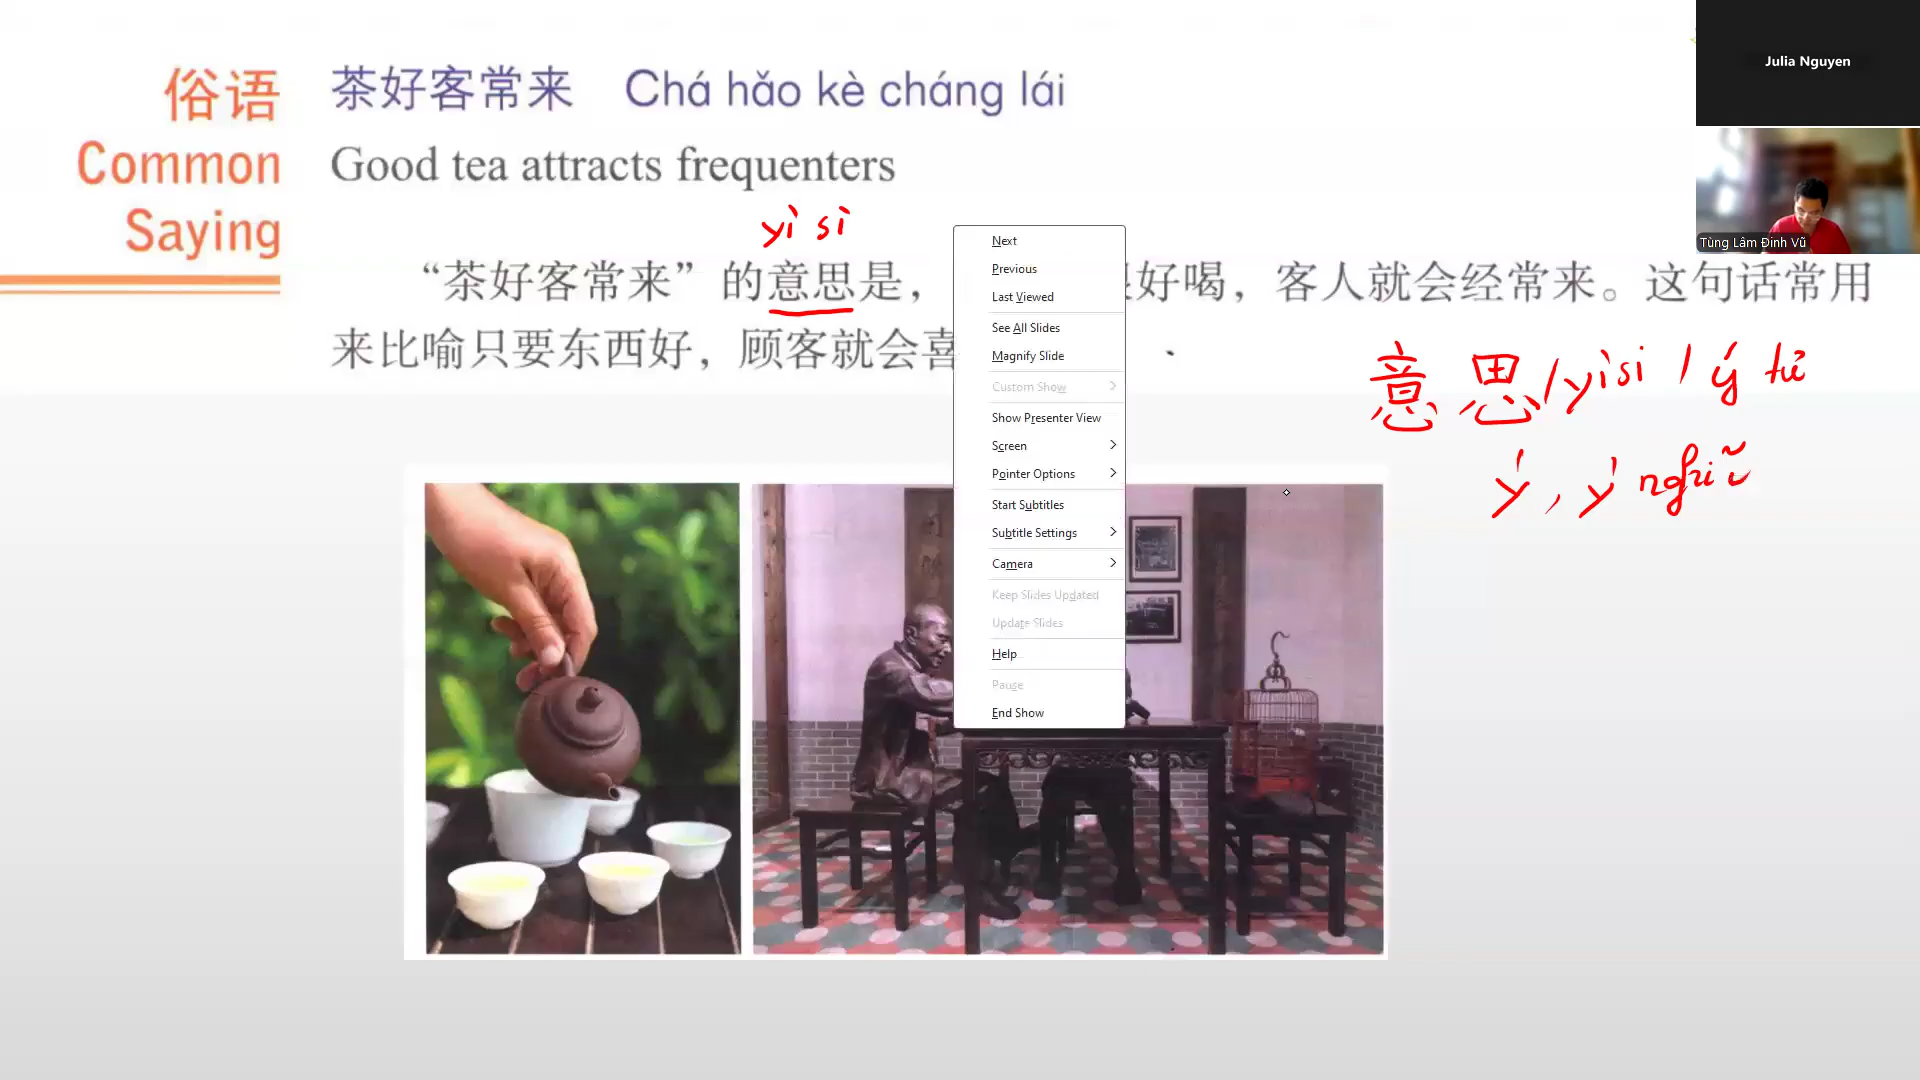 俗语
Common
Saying
茶好客常来 Chá hǎo kè cháng lái
Good tea attracts frequenters
yì si
“茶好客常来”的意思是，
好喝，客人就会经常来。这句话常用
来比喻只要东西好，顾客就会喜
意思/yìsi/ ý tứ
ý, ý nghĩ
Next
Previous
Last Viewed
See All Slides
Magnify Slide
Custom Show
Show Presenter View
Screen
Pointer Options
Start Subtitles
Subtitle Settings
Camera
Keep Slides Updated
Update Slides
Help
Pause
End Show
Julia Nguyen
Tùng Lâm Đinh Vũ